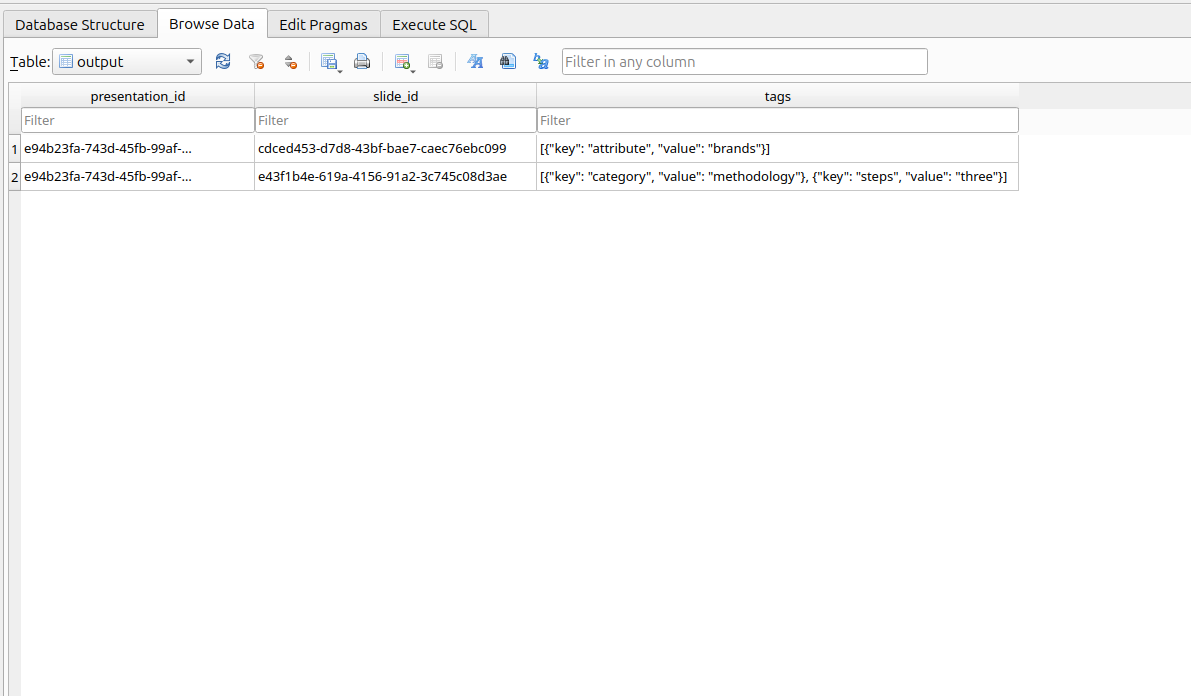 Database Structure Browse Data Edit Pragmas Execute SQL
Table: output Filter in any column
presentation_id slide_id tags
Filter Filter Filter
1 e94b23fa-743d-45fb-99af-... cdced453-d7d8-43bf-bae7-caec76ebc099 [{"key": "attribute", "value": "brands"}]
2 e94b23fa-743d-45fb-99af-... e43f1b4e-619a-4156-91a2-3c745c08d3ae [{"key": "category", "value": "methodology"}, {"key": "steps", "value": "three"}]